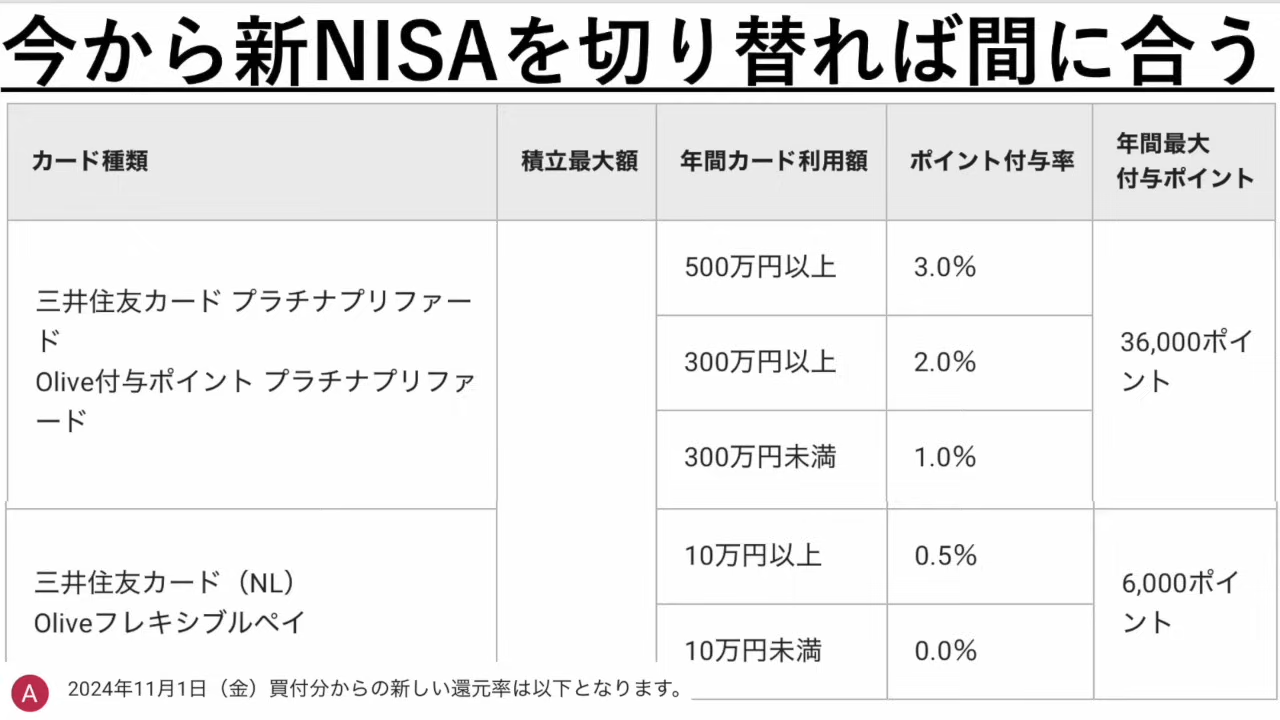 今から新NISAを切り替れば間に合う
カード種類
積立最大額
年間カード利用額
ポイント付与率
年間最大
付与ポイント
三井住友カード プラチナプリファー
ド
Olive付与ポイント プラチナプリファ
ード
500万円以上
3.0%
300万円以上
2.0%
300万円未満
1.0%
36,000ポイ
ント
三井住友カード（NL）
Oliveフレキシブルペイ
10万円以上
0.5%
10万円未満
0.0%
6,000ポイ
ント
A
2024年11月1日（金）買付分からの新しい還元率は以下となります。